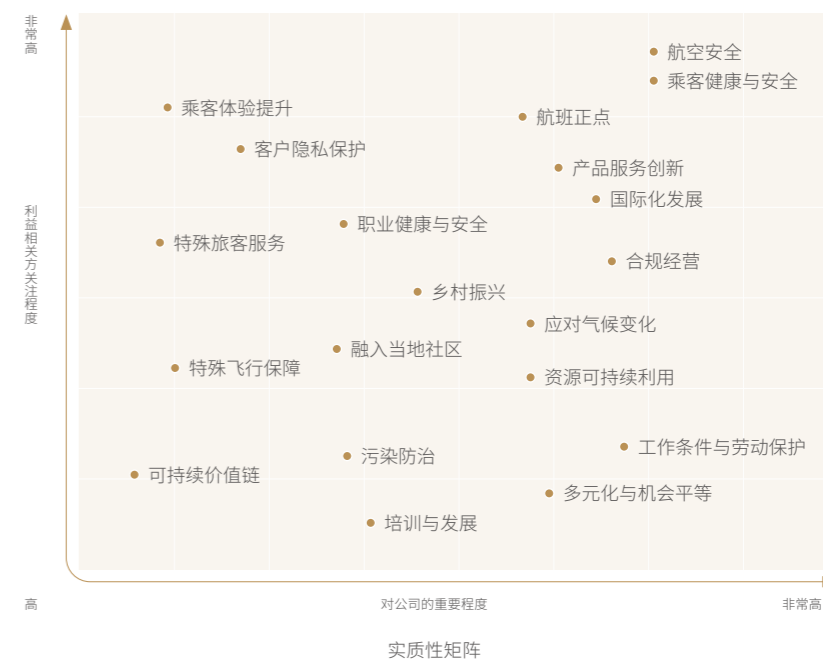 非常高
航空安全
乘客健康与安全
乘客体验提升
航班正点
客户隐私保护
产品服务创新
国际化发展
利益相关方关注程度
职业健康与安全
特殊旅客服务
合规经营
乡村振兴
应对气候变化
融入当地社区
特殊飞行保障
资源可持续利用
工作条件与劳动保护
污染防治
可持续价值链
多元化与机会平等
培训与发展
高
对公司的重要程度
非常高
实质性矩阵